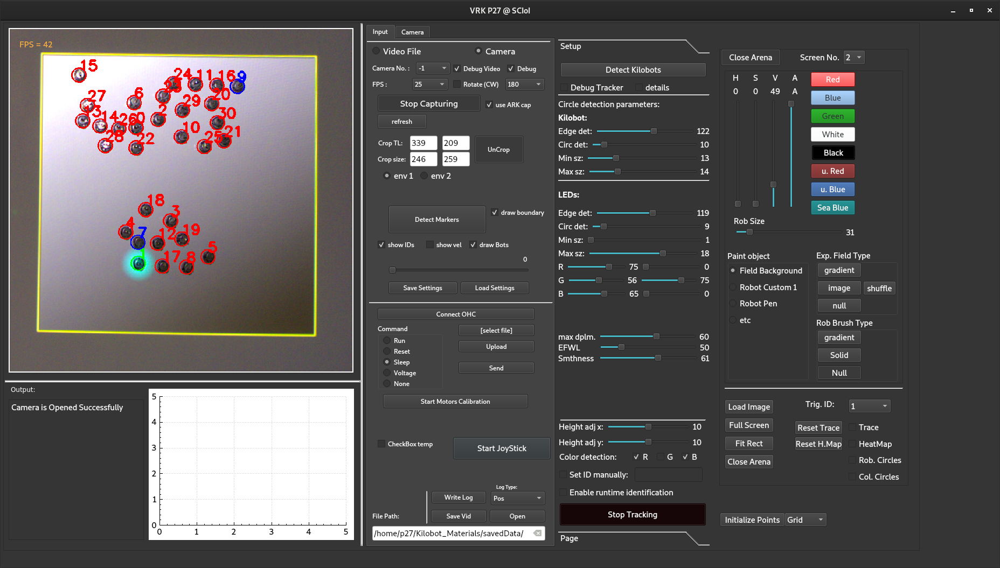 VRK P27 @ SCIoI
FPS = 42
15
24
11
16
9
27
6
29
20
13
14
26
0
2
30
28
22
10
25
21
18
3
4
7
12
19
1
17
8
5
Output:
Camera is Opened Successfully
5
4
3
2
1
0
0 1 2 3 4 5
Input Camera
Video File Camera
Camera No. : -1 Debug Video Debug
FPS : 25 Rotate (CW) 180
Stop Capturing use ARK cap
refresh
Crop TL: 339 209
UnCrop
Crop size: 246 259
env 1 env 2
Detect Markers draw boundary
show IDs show vel draw Bots
0
Save Settings Load Settings
Connect OHC
Command [select file]
Run
Upload
Reset
Sleep
Send
Voltage
None
Start Motors Calibration
CheckBox temp Start JoyStick
Log Type:
Write Log Pos
File Path: Save Vid Open
/home/p27/Kilobot_Materials/savedData/
Setup
Detect Kilobots
Debug Tracker details
Circle detection parameters:
Kilobot:
Edge det: 122
Circ det: 10
Min sz: 13
Max sz: 14
LEDs:
Edge det: 119
Circ det: 9
Min sz: 1
Max sz: 18
R 75 0
G 56 75
B 65 0
max dplm. 60
EFWL 50
Smthness 61
Height adj x: 10
Height adj y: 10
Color detection: R G B
Set ID manually:
Enable runtime identification
Stop Tracking
Page
Close Arena Screen No. 2
H S V A
0 0 49 A
Red
Blue
Green
White
Black
u. Red
u. Blue
Sea Blue
Rob Size
31
Paint object
Field Background
Robot Custom 1
Robot Pen
etc
Exp. Field Type
gradient
image shuffle
null
Rob Brush Type
gradient
Solid
Null
Load Image Trig. ID: 1
Full Screen Reset Trace Trace
Fit Rect Reset H.Map HeatMap
Close Arena Rob. Circles
Col. Circles
Initialize Points Grid